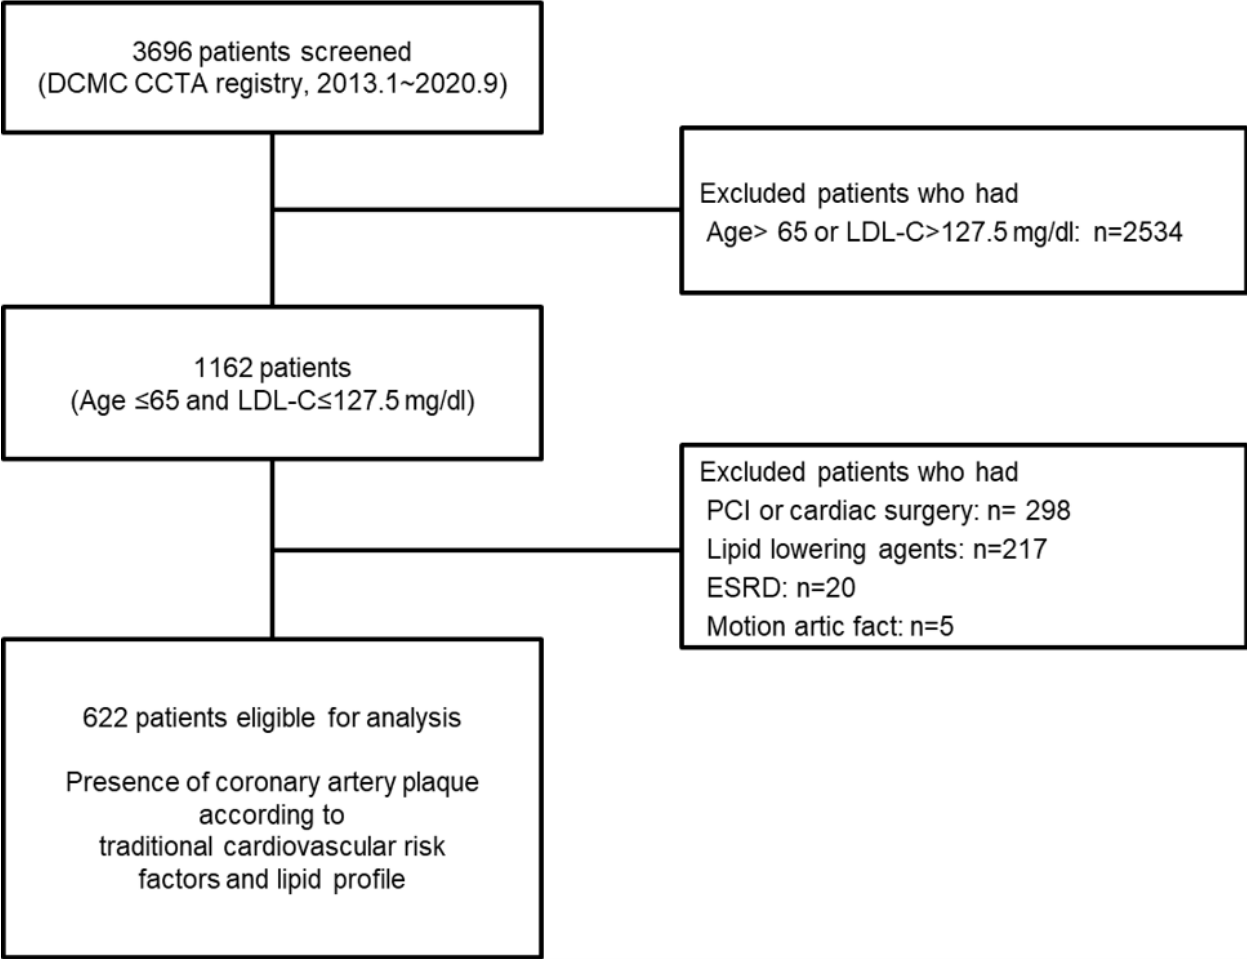 3696 patients screened
(DCMC CCTA registry, 2013.1~2020.9)
Excluded patients who had
Age> 65 or LDL-C>127.5 mg/dl: n=2534
1162 patients
(Age ≤65 and LDL-C≤127.5 mg/dl)
Excluded patients who had
PCI or cardiac surgery: n= 298
Lipid lowering agents: n=217
ESRD: n=20
Motion artic fact: n=5
622 patients eligible for analysis
Presence of coronary artery plaque
according to
traditional cardiovascular risk
factors and lipid profile